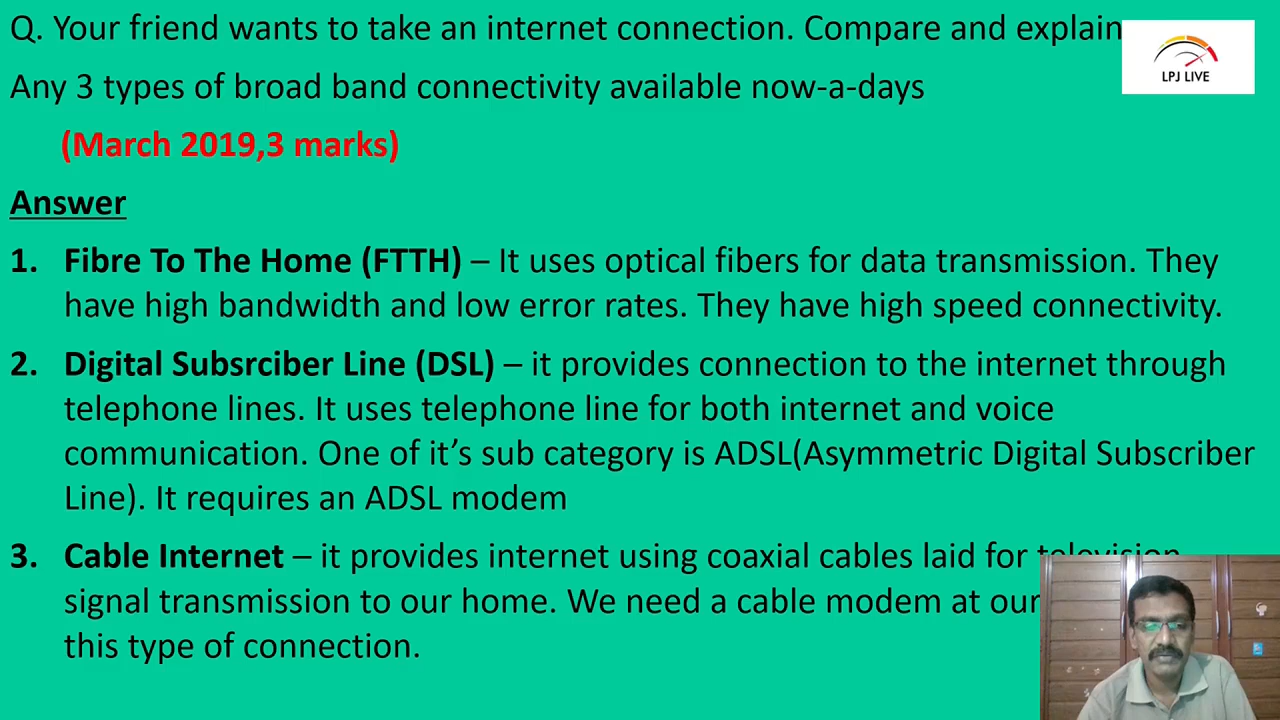 Q. Your friend wants to take an internet connection. Compare and explain
LPJ LIVE
Any 3 types of broad band connectivity available now-a-days
(March 2019,3 marks)
Answer
1. Fibre To The Home (FTTH) – It uses optical fibers for data transmission. They
have high bandwidth and low error rates. They have high speed connectivity.
2. Digital Subsrciber Line (DSL) – it provides connection to the internet through
telephone lines. It uses telephone line for both internet and voice
communication. One of it's sub category is ADSL(Asymmetric Digital Subscriber
Line). It requires an ADSL modem
3. Cable Internet – it provides internet using coaxial cables laid for television
signal transmission to our home. We need a cable modem at our
this type of connection.